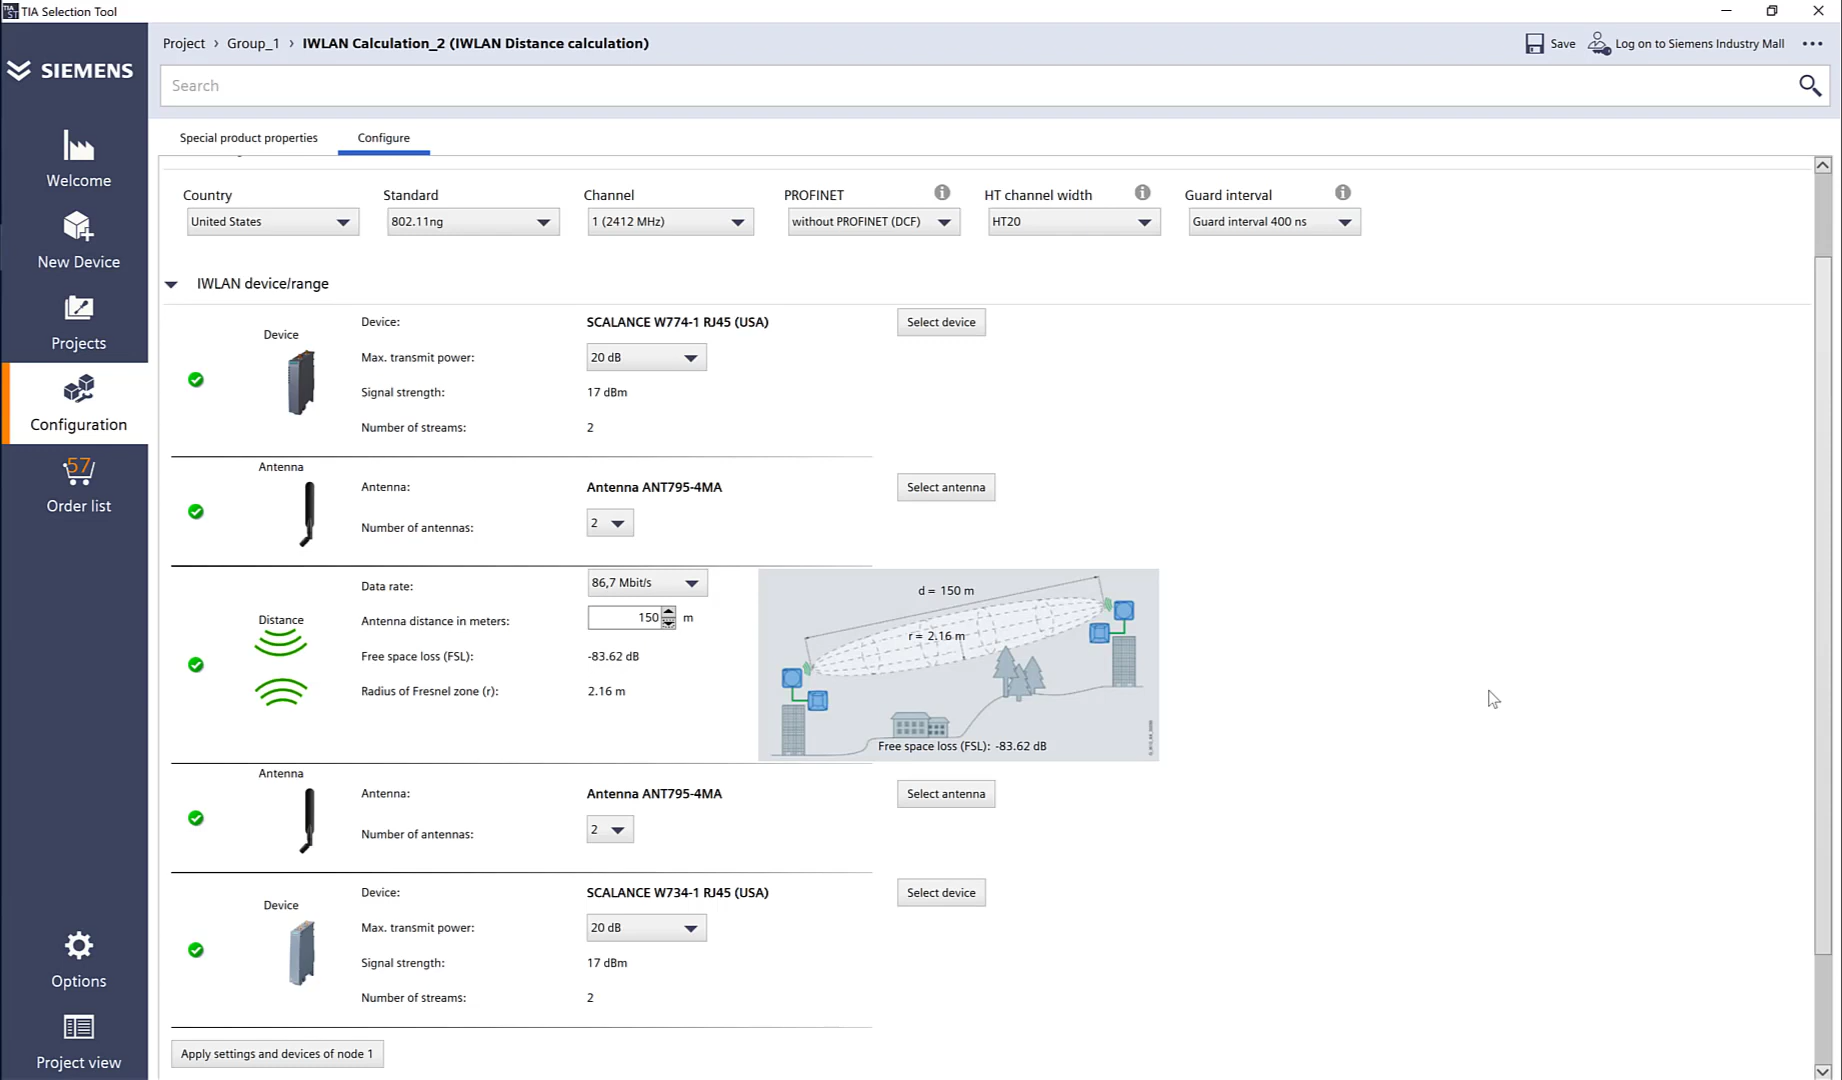 TIA Selection Tool
Project › Group_1 › IWLAN Calculation_2 (IWLAN Distance calculation)
Save
Log on to Siemens Industry Mall
SIEMENS
Search
Special product properties
Configure
Welcome
New Device
Projects
Configuration
57
Order list
Options
Project view
Country
Standard
Channel
PROFINET
HT channel width
Guard interval
United States
802.11ng
1 (2412 MHz)
without PROFINET (DCF)
HT20
Guard interval 400 ns
IWLAN device/range
Device
Device:
SCALANCE W774-1 RJ45 (USA)
Select device
Max. transmit power:
20 dB
Signal strength:
17 dBm
Number of streams:
2
Antenna
Antenna:
Antenna ANT795-4MA
Select antenna
Number of antennas:
2
Distance
Data rate:
86,7 Mbit/s
Antenna distance in meters:
150
m
Free space loss (FSL):
-83.62 dB
Radius of Fresnel zone (r):
2.16 m
d = 150 m
r = 2.16 m
Free space loss (FSL): -83.62 dB
Antenna
Antenna:
Antenna ANT795-4MA
Select antenna
Number of antennas:
2
Device
Device:
SCALANCE W734-1 RJ45 (USA)
Select device
Max. transmit power:
20 dB
Signal strength:
17 dBm
Number of streams:
2
Apply settings and devices of node 1